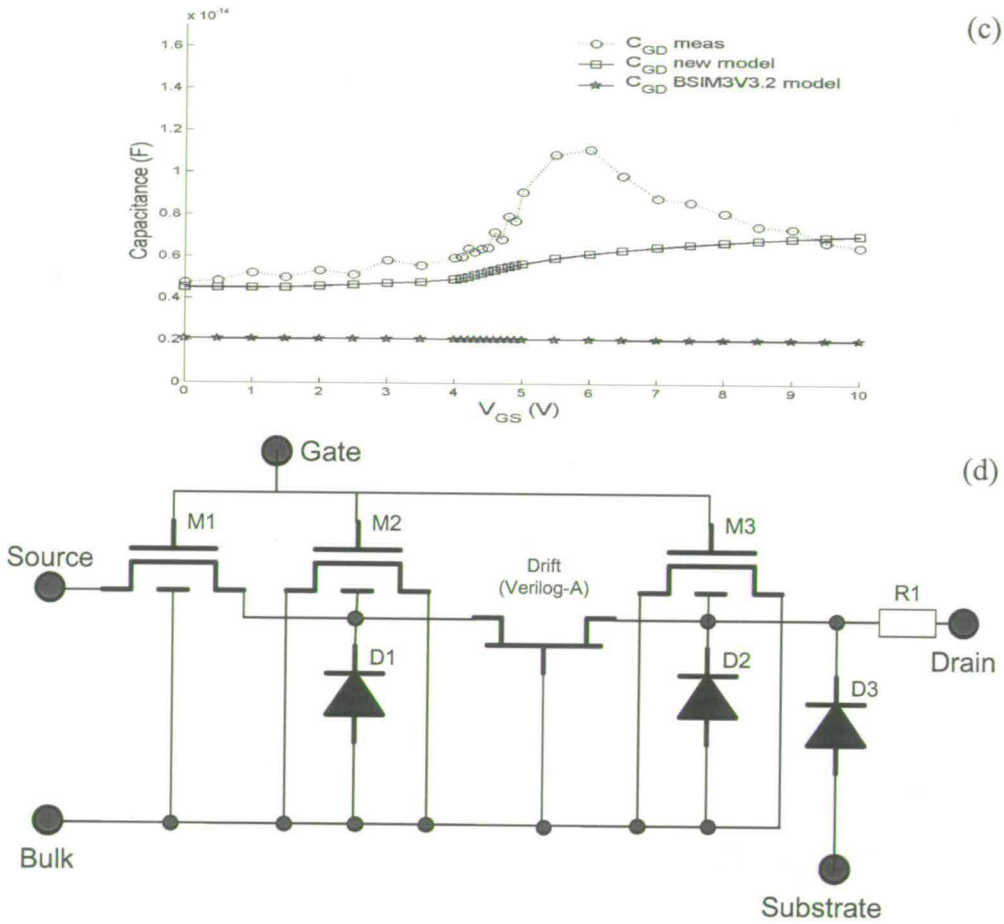 x 10⁻¹⁴
(c)
1.6
1.4
1.2
1
0.8
0.6
0.4
0.2
0
Capacitance (F)
C_GD meas
C_GD new model
C_GD BSIM3V3.2 model
0 1 2 3 4 5 6 7 8 9 10
V_GS (V)
(d)
Gate
M1
M2
M3
Source
Drift
(Verilog-A)
R1
Drain
D1
D2
D3
Bulk
Substrate